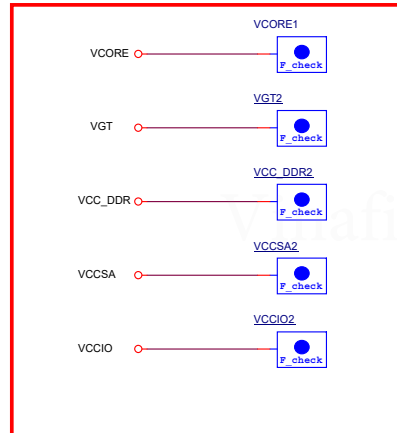 VCORE1
VCORE
F_check
VGT2
VGT
F_check
VCC_DDR2
VCC_DDR
F_check
VCCSA2
VCCSA
F_check
VCCIO2
VCCIO
F_check